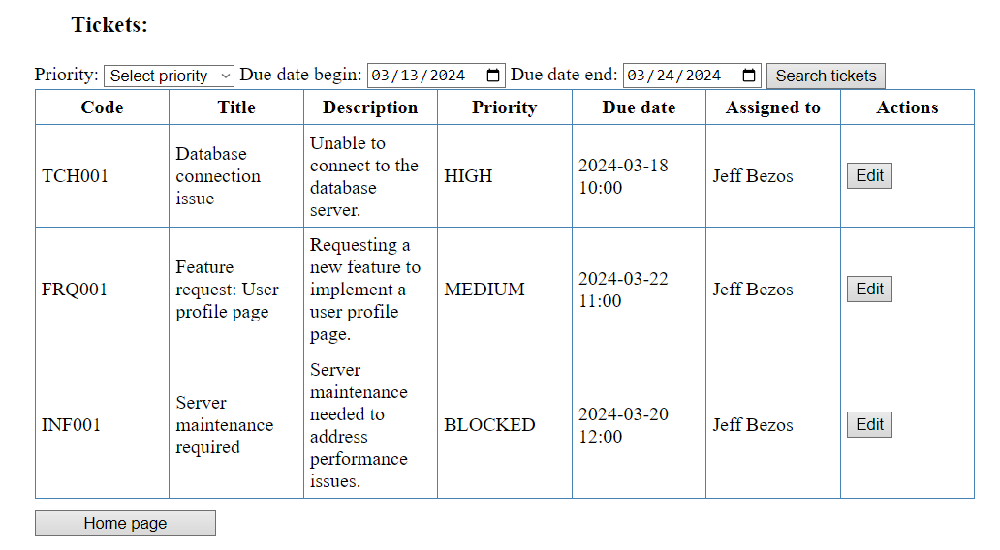 Tickets:
Priority: Select priority Due date begin: 03/13/2024 Due date end: 03/24/2024 Search tickets
Code Title Description Priority Due date Assigned to Actions
TCH001
Database
connection
issue
Unable to
connect to the
database
server.
HIGH
2024-03-18
10:00
Jeff Bezos
Edit
FRQ001
Feature
request: User
profile page
Requesting a
new feature to
implement a
user profile
page.
MEDIUM
2024-03-22
11:00
Jeff Bezos
Edit
INF001
Server
maintenance
required
Server
maintenance
needed to
address
performance
issues.
BLOCKED
2024-03-20
12:00
Jeff Bezos
Edit
Home page